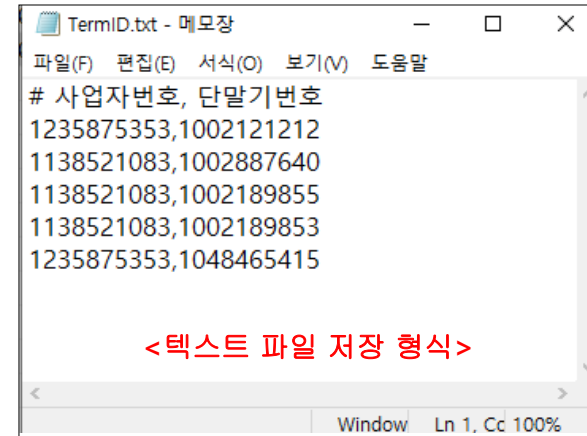 TermID.txt - 메모장
파일(F) 편집(E) 서식(O) 보기(V) 도움말
# 사업자번호, 단말기번호
1235875353,1002121212
1138521083,1002887640
1138521083,1002189855
1138521083,1002189853
1235875353,1048465415
<텍스트 파일 저장 형식>
Window Ln 1, Cc 100%